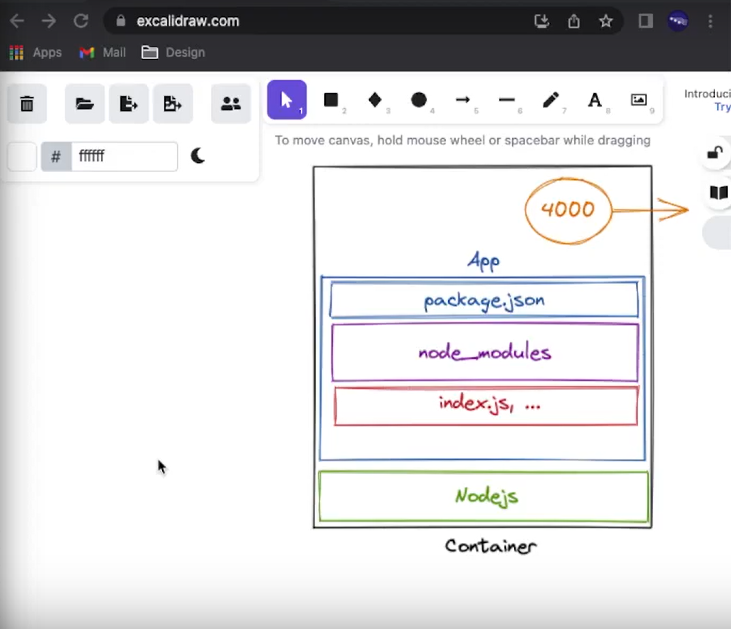 excalidraw.com
Apps
Mail
Design
1
2
3
4
5
6
A
7
8
9
Introduci
Try
# ffffff
To move canvas, hold mouse wheel or spacebar while dragging
4000
App
package.json
node_modules
index.js, ...
Nodejs
Container